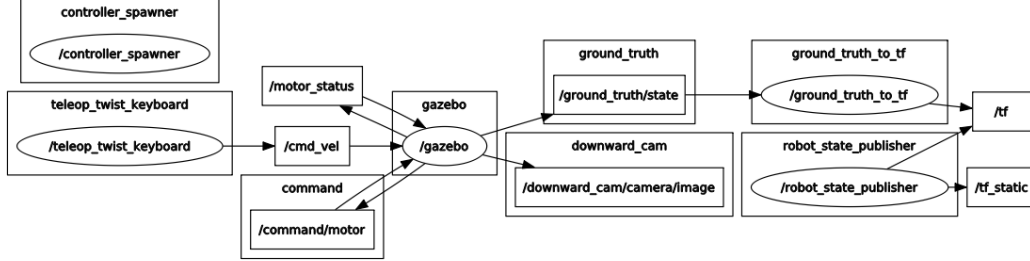 controller_spawner
/controller_spawner
teleop_twist_keyboard
/teleop_twist_keyboard
/motor_status
/cmd_vel
command
/command/motor
gazebo
/gazebo
ground_truth
/ground_truth/state
downward_cam
/downward_cam/camera/image
ground_truth_to_tf
/ground_truth_to_tf
robot_state_publisher
/robot_state_publisher
/tf
/tf_static